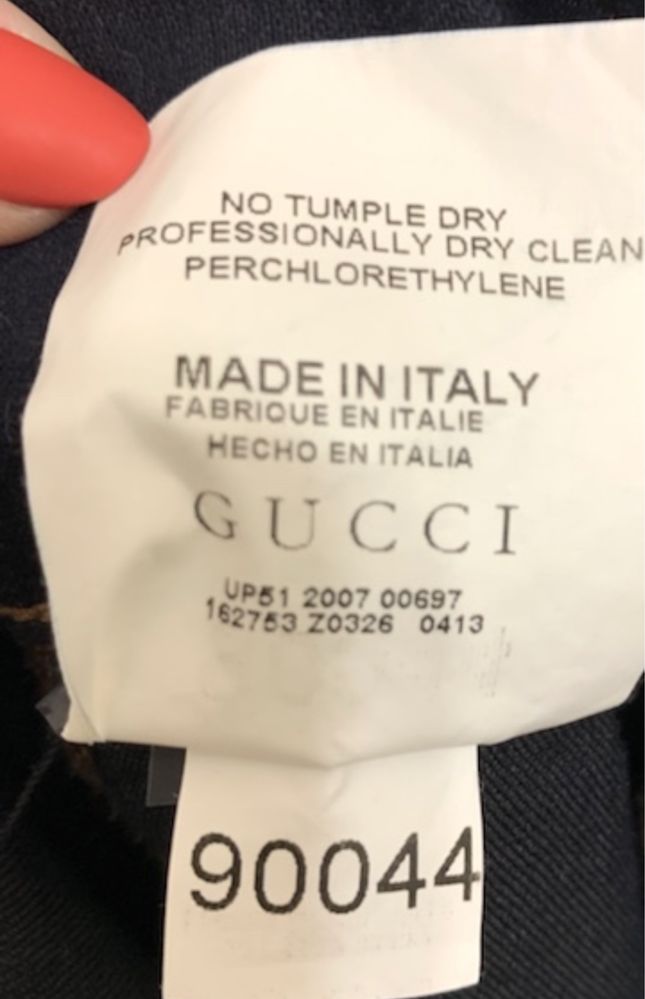 NO TUMPLE DRY
PROFESSIONALLY DRY CLEAN
PERCHLORETHYLENE
MADE IN ITALY
FABRIQUE EN ITALIE
HECHO EN ITALIA
GUCCI
UP51 2007 00697
162753 Z0326 0413
90044